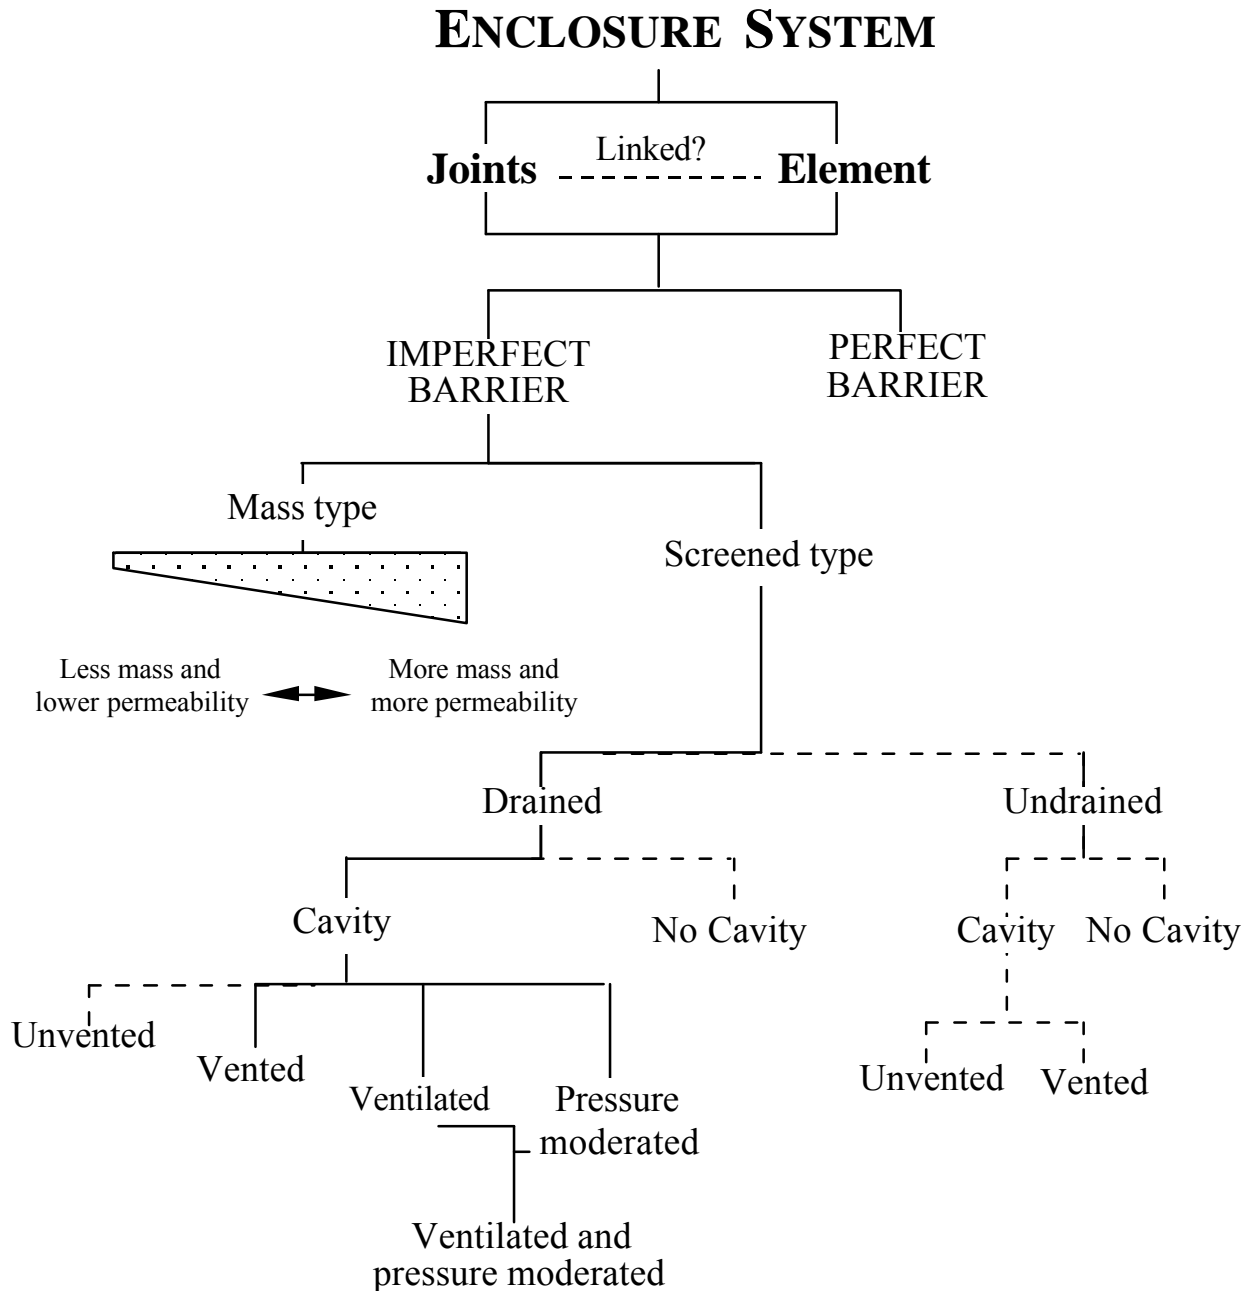 ENCLOSURE SYSTEM
Linked?
Joints
Element
IMPERFECT
BARRIER
PERFECT
BARRIER
Mass type
Screened type
Less mass and
lower permeability
More mass and
more permeability
Drained
Undrained
Cavity
No Cavity
Cavity
No Cavity
Unvented
Vented
Ventilated
Pressure
moderated
Unvented
Vented
Ventilated and
pressure moderated